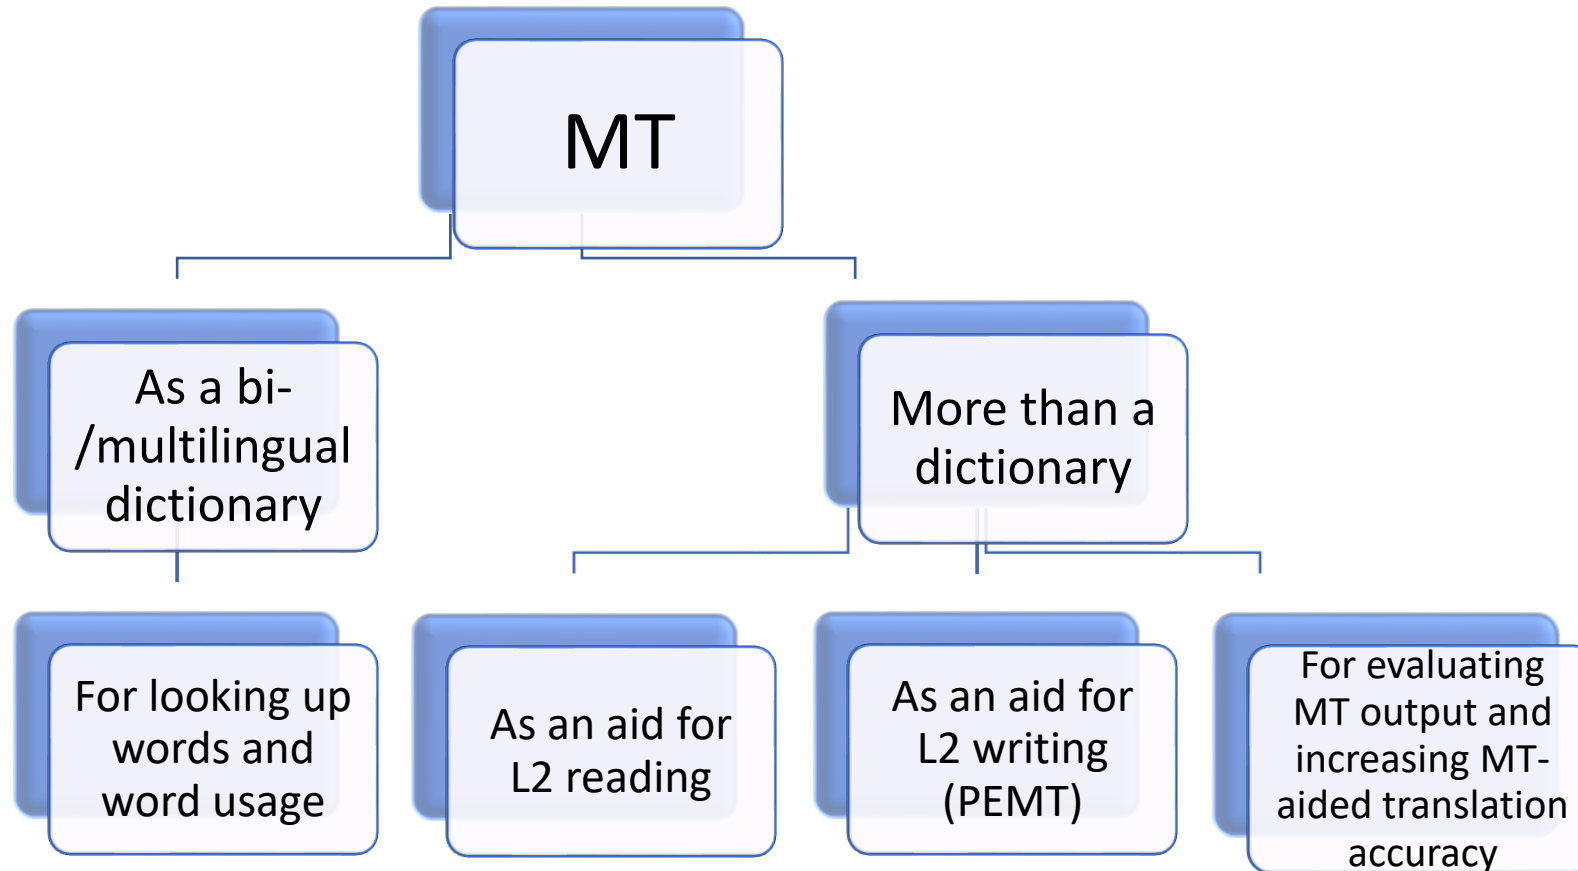 MT
As a bi-
/multilingual
dictionary
More than a
dictionary
For looking up
words and
word usage
As an aid for
L2 reading
As an aid for
L2 writing
(PEMT)
For evaluating
MT output and
increasing MT-
aided translation
accuracy